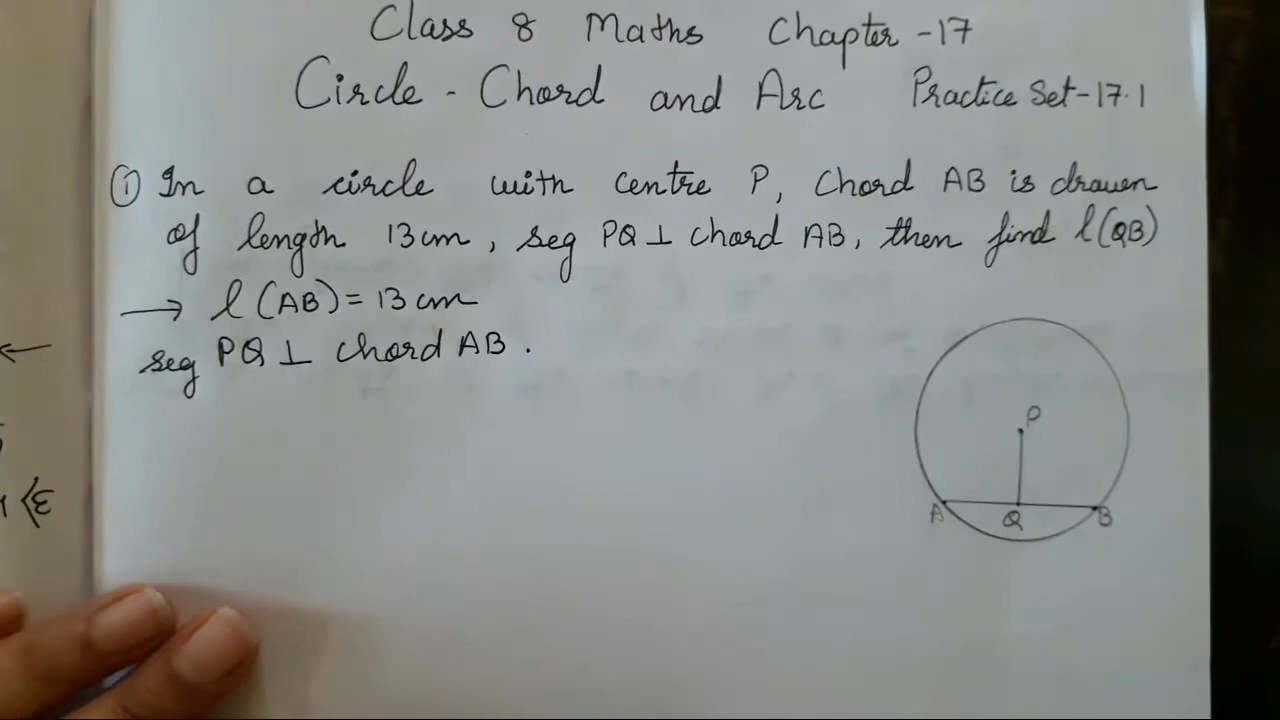 Class 8 Maths Chapter -17
Circle - Chord and Arc Practice Set-17.1
① In a circle with centre P, Chord AB is drawn
of length 13 cm, seg PQ ⊥ chord AB, then find l(QB)
→ l (AB) = 13 cm
seg PQ ⊥ chord AB.
P
A Q B